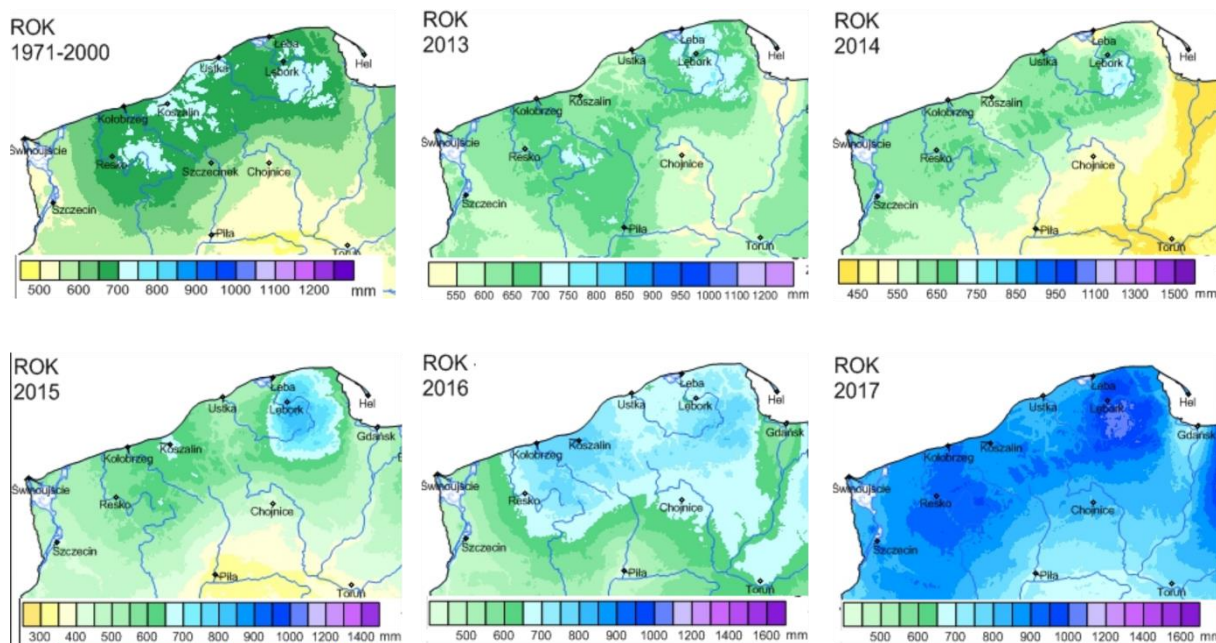 ROK
1971-2000
Łeba
Ustka
Lębork
Hel
Kołobrzeg
Koszalin
Świnoujście
Resko
Szczecinek
Chojnice
Szczecin
Piła
Toruń
500 600 700 800 900 1000 1100 1200 mm
ROK
2013
Łeba
Ustka
Lębork
Hel
Kołobrzeg
Koszalin
Świnoujście
Resko
Chojnice
Szczecin
Piła
Toruń
550 600 650 700 750 800 850 900 950 1000 1100 1200
ROK
2014
Łeba
Ustka
Lębork
Hel
Kołobrzeg
Koszalin
Świnoujście
Resko
Chojnice
Szczecin
Piła
Toruń
450 550 650 750 850 950 1100 1300 1500 mm
ROK
2015
Łeba
Ustka
Lębork
Hel
Gdańsk
Kołobrzeg
Koszalin
Świnoujście
Resko
Chojnice
Szczecin
Piła
Toruń
300 400 500 600 700 800 900 1000 1200 1400 mm
ROK
2016
Łeba
Ustka
Lębork
Hel
Gdańsk
Kołobrzeg
Koszalin
Świnoujście
Resko
Chojnice
Szczecin
Piła
Toruń
500 600 700 800 900 1000 1200 1400 1600 mm
ROK
2017
Łeba
Ustka
Lębork
Hel
Gdańsk
Kołobrzeg
Koszalin
Świnoujście
Resko
Chojnice
Szczecin
Piła
Toruń
500 600 700 800 900 1000 1200 1400 1600 mm